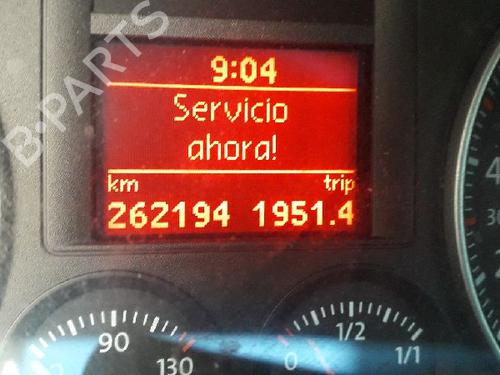 B-PARTS
9:04
Servicio
ahora!
km trip
262194 1951.4
90
130
1/2
0 1/1